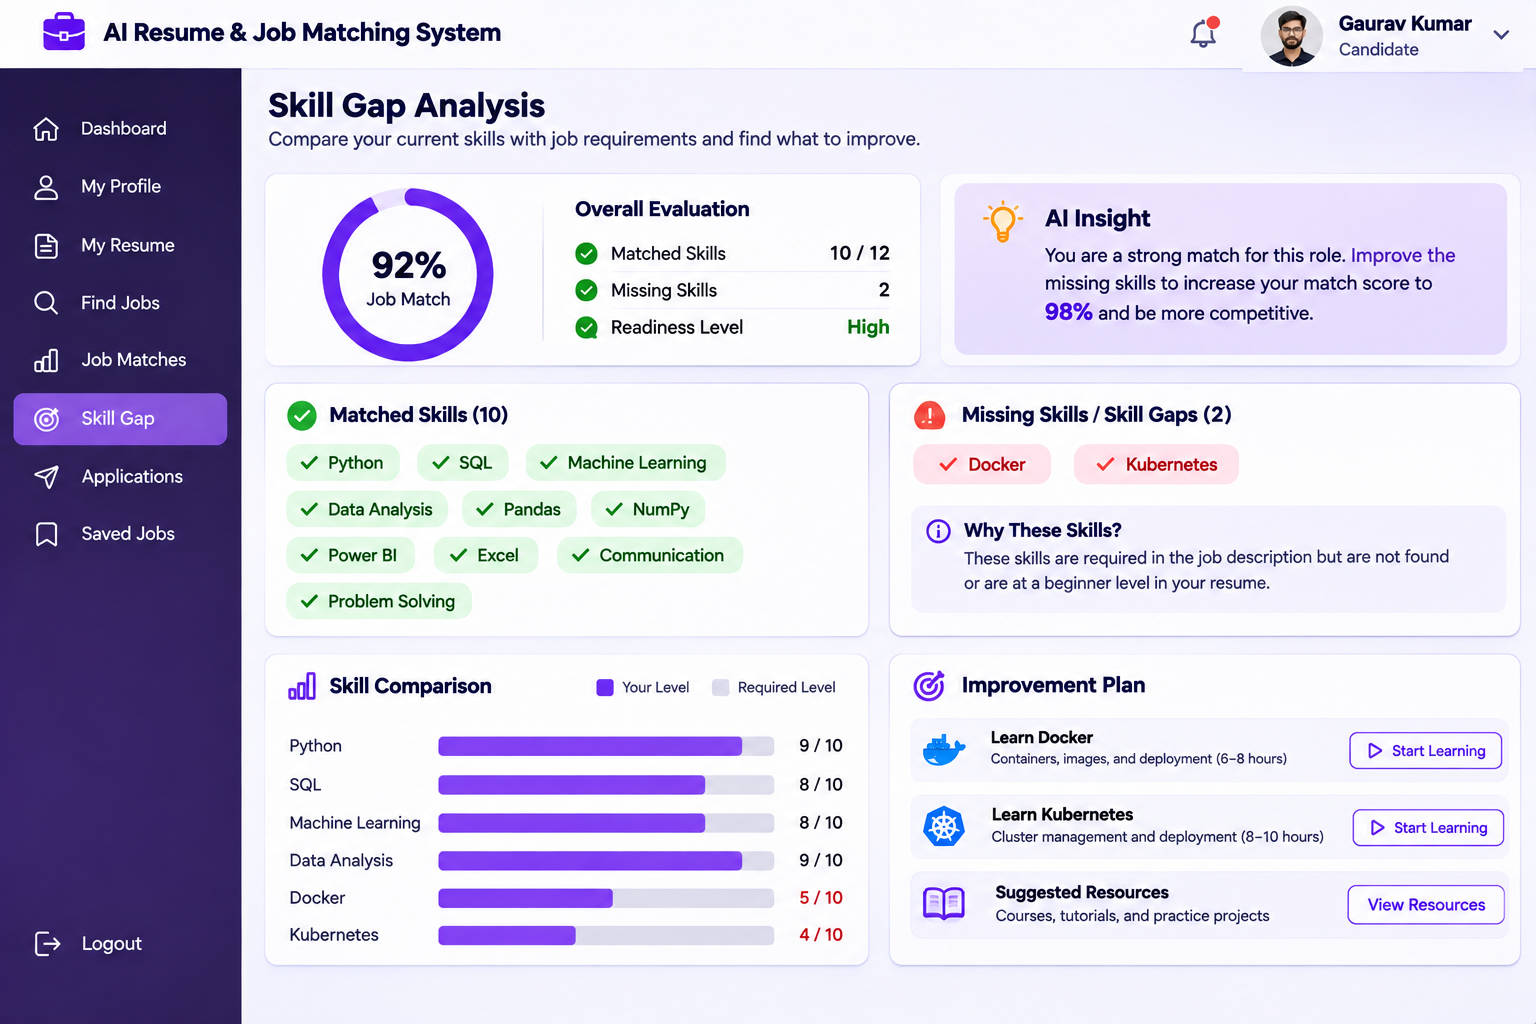 AI Resume & Job Matching System
Gaurav Kumar
Candidate
Dashboard
My Profile
My Resume
Find Jobs
Job Matches
Skill Gap
Applications
Saved Jobs
Logout
Skill Gap Analysis
Compare your current skills with job requirements and find what to improve.
92%
Job Match
Overall Evaluation
Matched Skills 10 / 12
Missing Skills 2
Readiness Level High
AI Insight
You are a strong match for this role. Improve the
missing skills to increase your match score to
98% and be more competitive.
Matched Skills (10)
Python SQL Machine Learning
Data Analysis Pandas NumPy
Power BI Excel Communication
Problem Solving
Missing Skills / Skill Gaps (2)
Docker Kubernetes
Why These Skills?
These skills are required in the job description but are not found
or are at a beginner level in your resume.
Skill Comparison Your Level Required Level
Python 9 / 10
SQL 8 / 10
Machine Learning 8 / 10
Data Analysis 9 / 10
Docker 5 / 10
Kubernetes 4 / 10
Improvement Plan
Learn Docker
Containers, images, and deployment (6–8 hours)
Start Learning
Learn Kubernetes
Cluster management and deployment (8–10 hours)
Start Learning
Suggested Resources
Courses, tutorials, and practice projects
View Resources